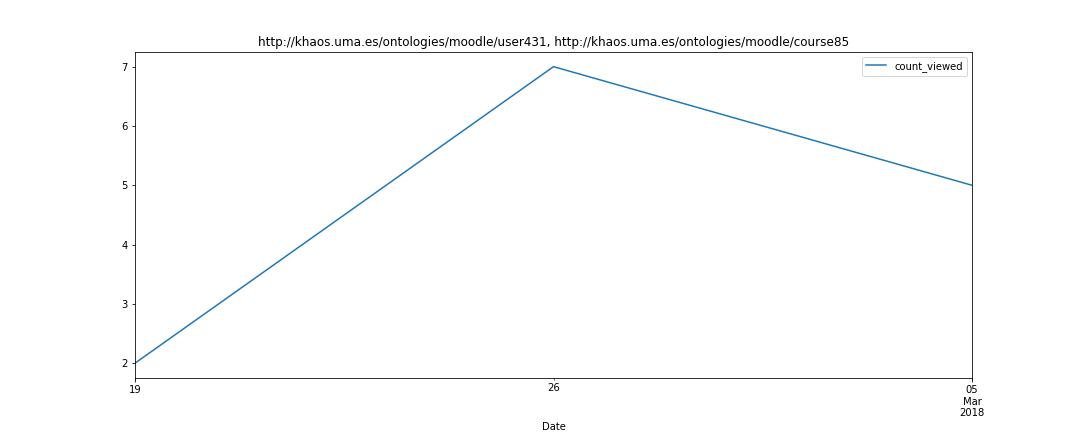 http://khaos.uma.es/ontologies/moodle/user431, http://khaos.uma.es/ontologies/moodle/course85
count_viewed
7
6
5
4
3
2
19
26
05
Mar
2018
Date